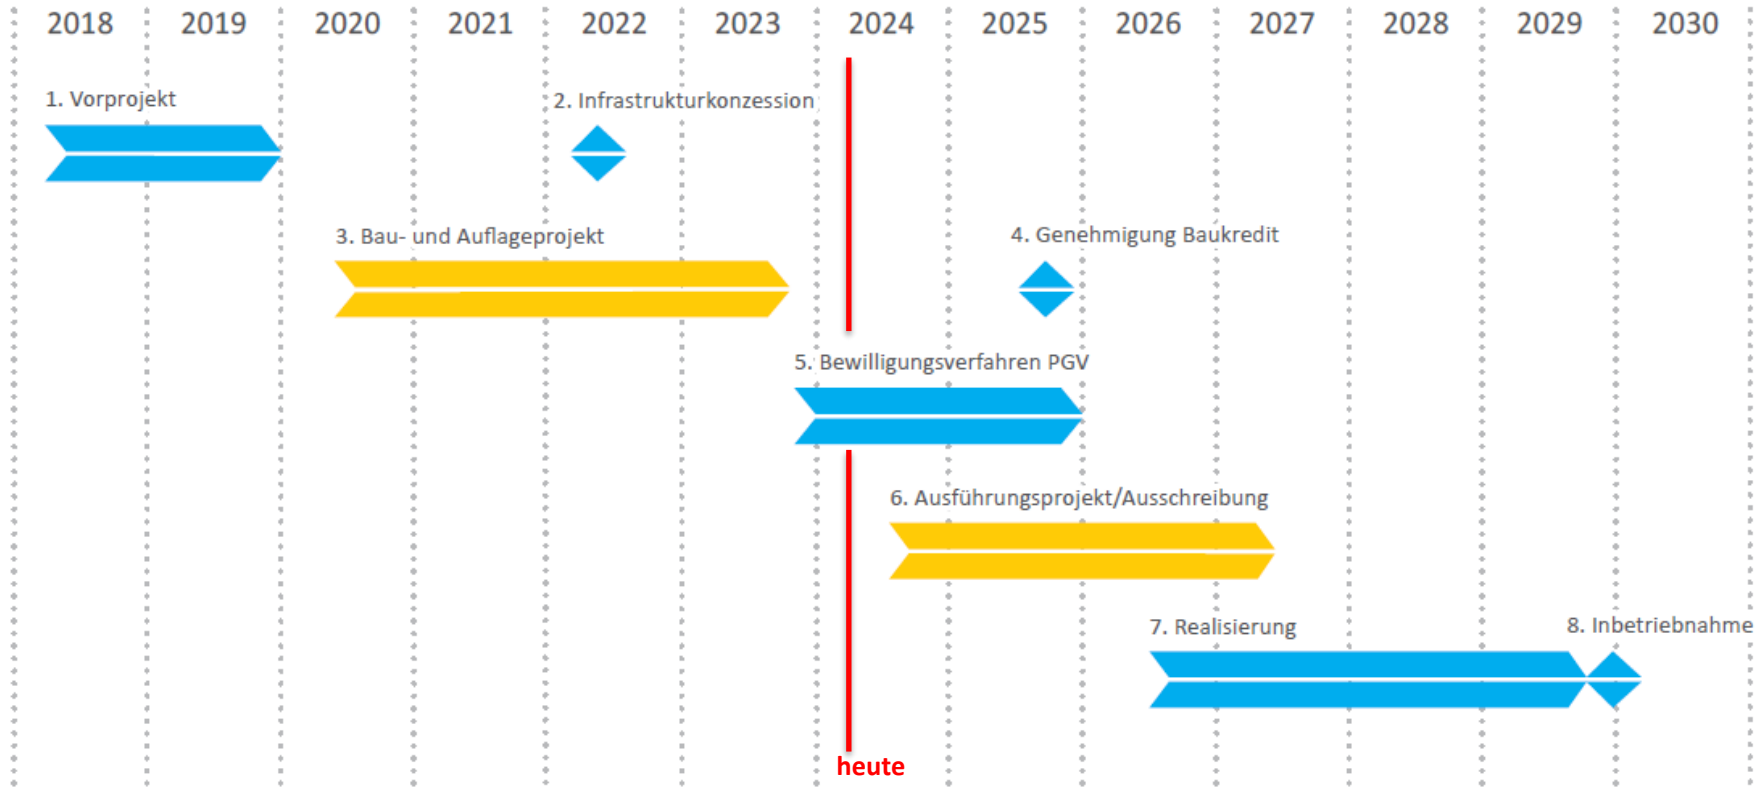 2018 2019 2020 2021 2022 2023 2024 2025 2026 2027 2028 2029 2030
1. Vorprojekt
2. Infrastrukturkonzession
3. Bau- und Auflageprojekt
4. Genehmigung Baukredit
5. Bewilligungsverfahren PGV
6. Ausführungsprojekt/Ausschreibung
7. Realisierung
8. Inbetriebnahme
heute